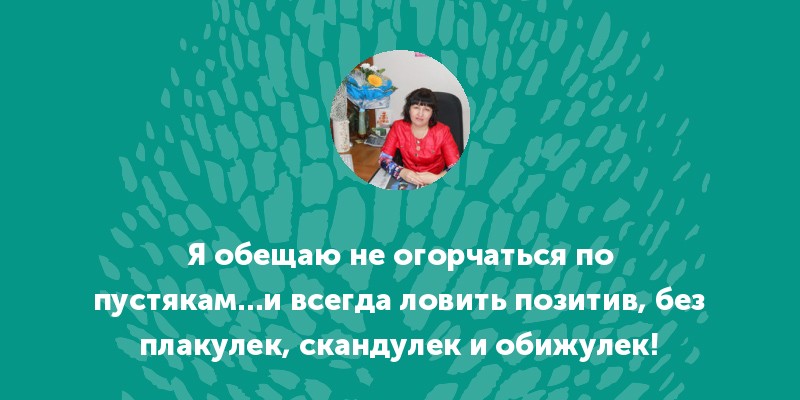 Я обещаю не огорчаться по
пустякам...и всегда ловить позитив, без
плакулек, скандулек и обижулек!